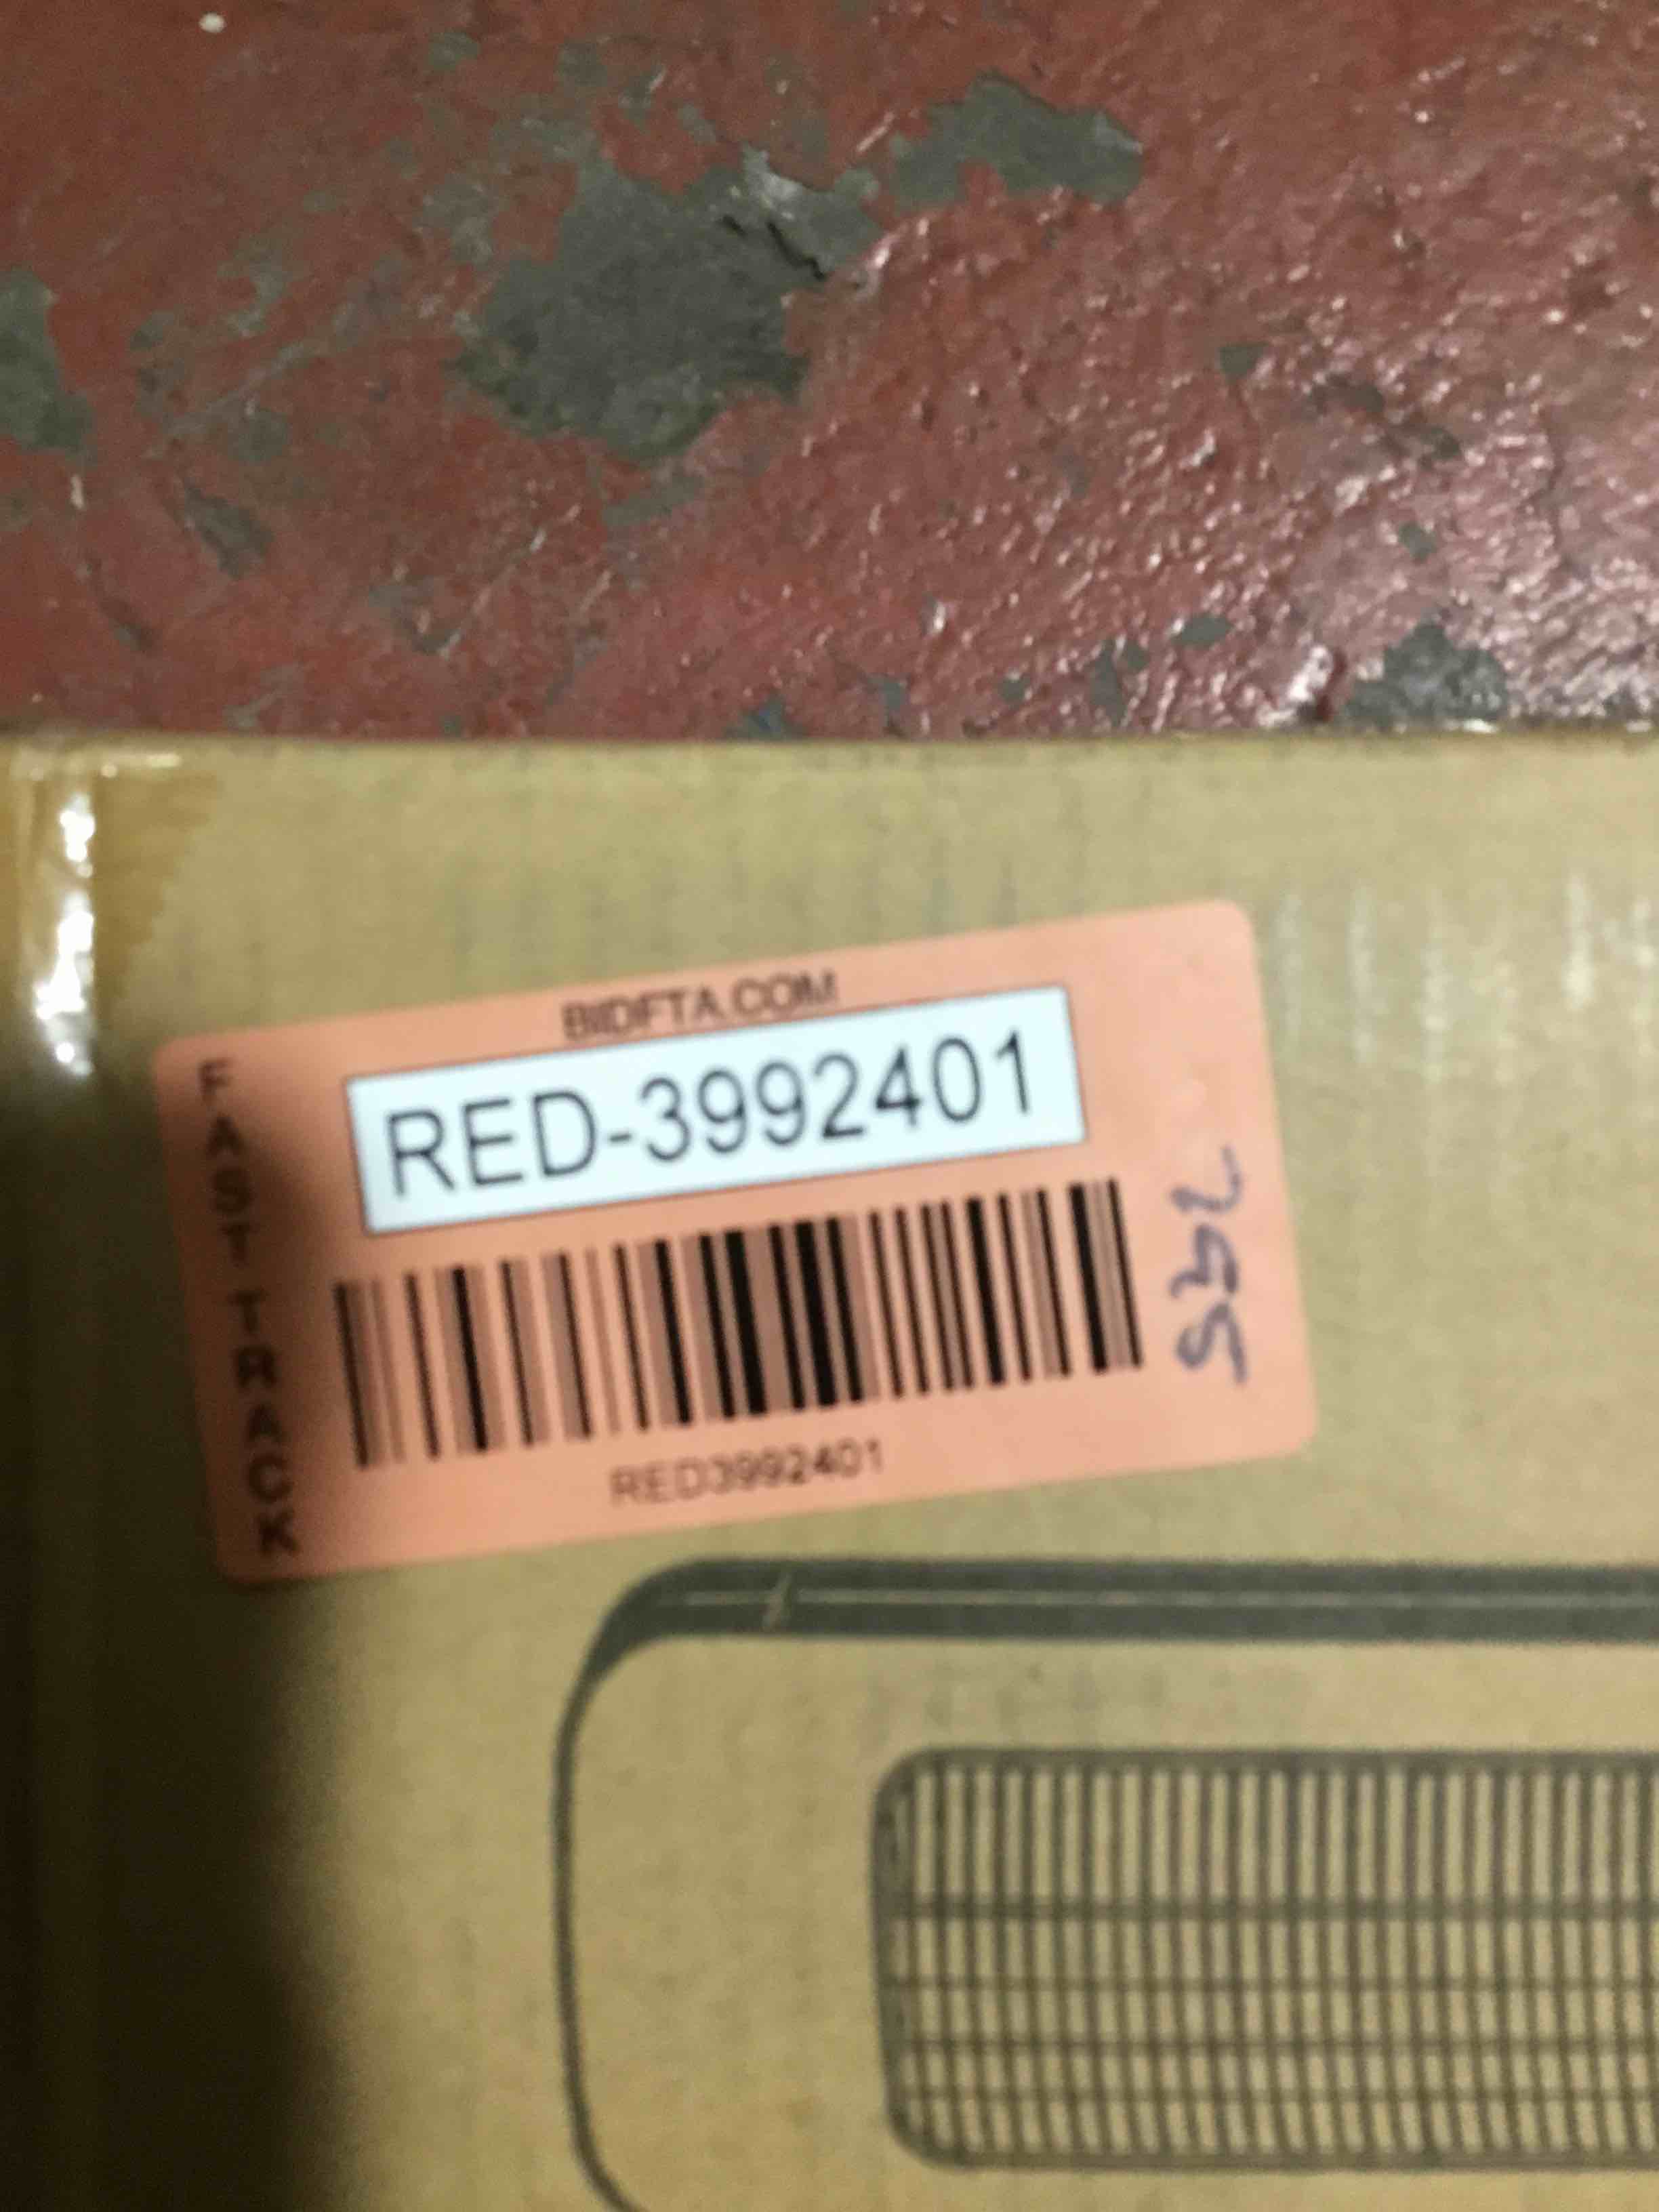 BIDFTA.COM
RED-3992401
FAST TRACK
RED3992401